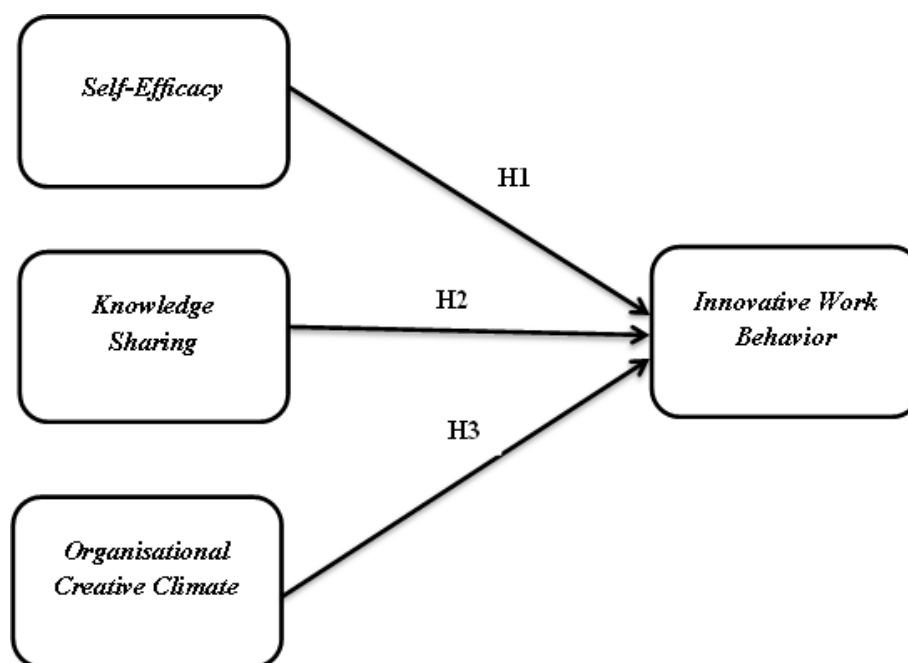 Self-Efficacy
H1
Knowledge
Sharing
H2
Innovative Work
Behavior
H3
Organisational
Creative Climate